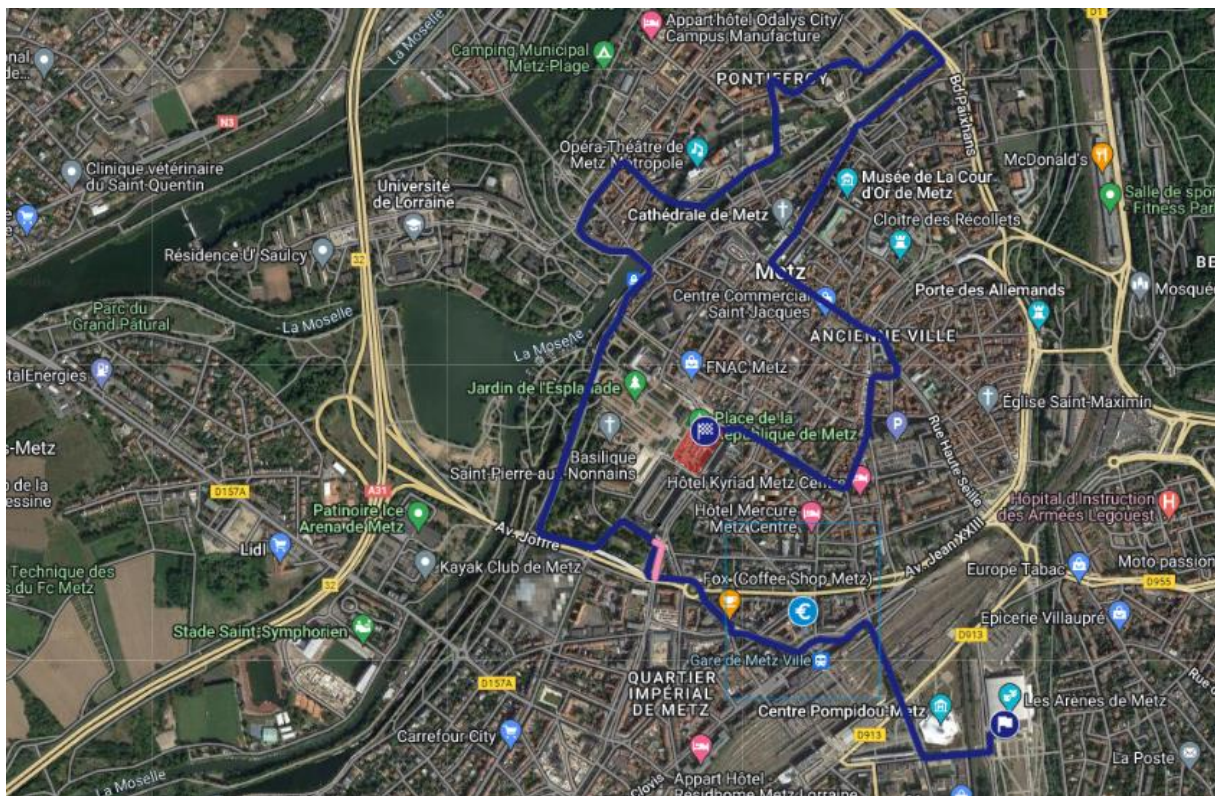 La Moselle
Appart'hôtel Odalys City/
Campus Manufacture
D1
Camping Municipal
Metz-Plage
PONTIFFROY
Bd Paixhans
N3
Clinique vétérinaire
du Saint-Quentin
Opéra-Théâtre de
Metz Métropole
McDonald's
Musée de La Cour
d'Or de Metz
Salle de spor
- Fitness Par
Université
de Lorraine
Cathédrale de Metz
Cloître des Récollets
Résidence U' Saulcy
32
Metz
BE
Porte des Allemands
Mosquée
Centre Commercial
Saint-Jacques
Parc du
Grand Pâtural
La Moselle
La Moselle
ANCIENNE VILLE
talEnergies
FNAC Metz
Jardin de l'Esplanade
Église Saint-Maximin
Place de la
République de Metz
P
Rue Haute Seille
s-Metz
Basilique
Saint-Pierre-aux-Nonnains
Hôtel Kyriad Metz Centre
D157A
A31
Hôtel Mercure
Metz Centre
Hôpital d'Instruction
des Armées Legouest
Patinoire Ice
Arena de Metz
Av. Joffre
Av. Jean XXIII
Lidl
Kayak Club de Metz
Fox (Coffee Shop Metz)
Europe Tabac
Moto passion
D955
Technique des
s du Fc Metz
32
€
Epicerie Villaupré
Stade Saint-Symphorien
D913
Gare de Metz Ville
D157A
QUARTIER
IMPÉRIAL
DE METZ
Les Arènes de Metz
Centre Pompidou-Metz
Carrefour City
D913
La Poste
La Moselle
Clovis
Appart Hôtel -
Résidhome Metz Lorraine